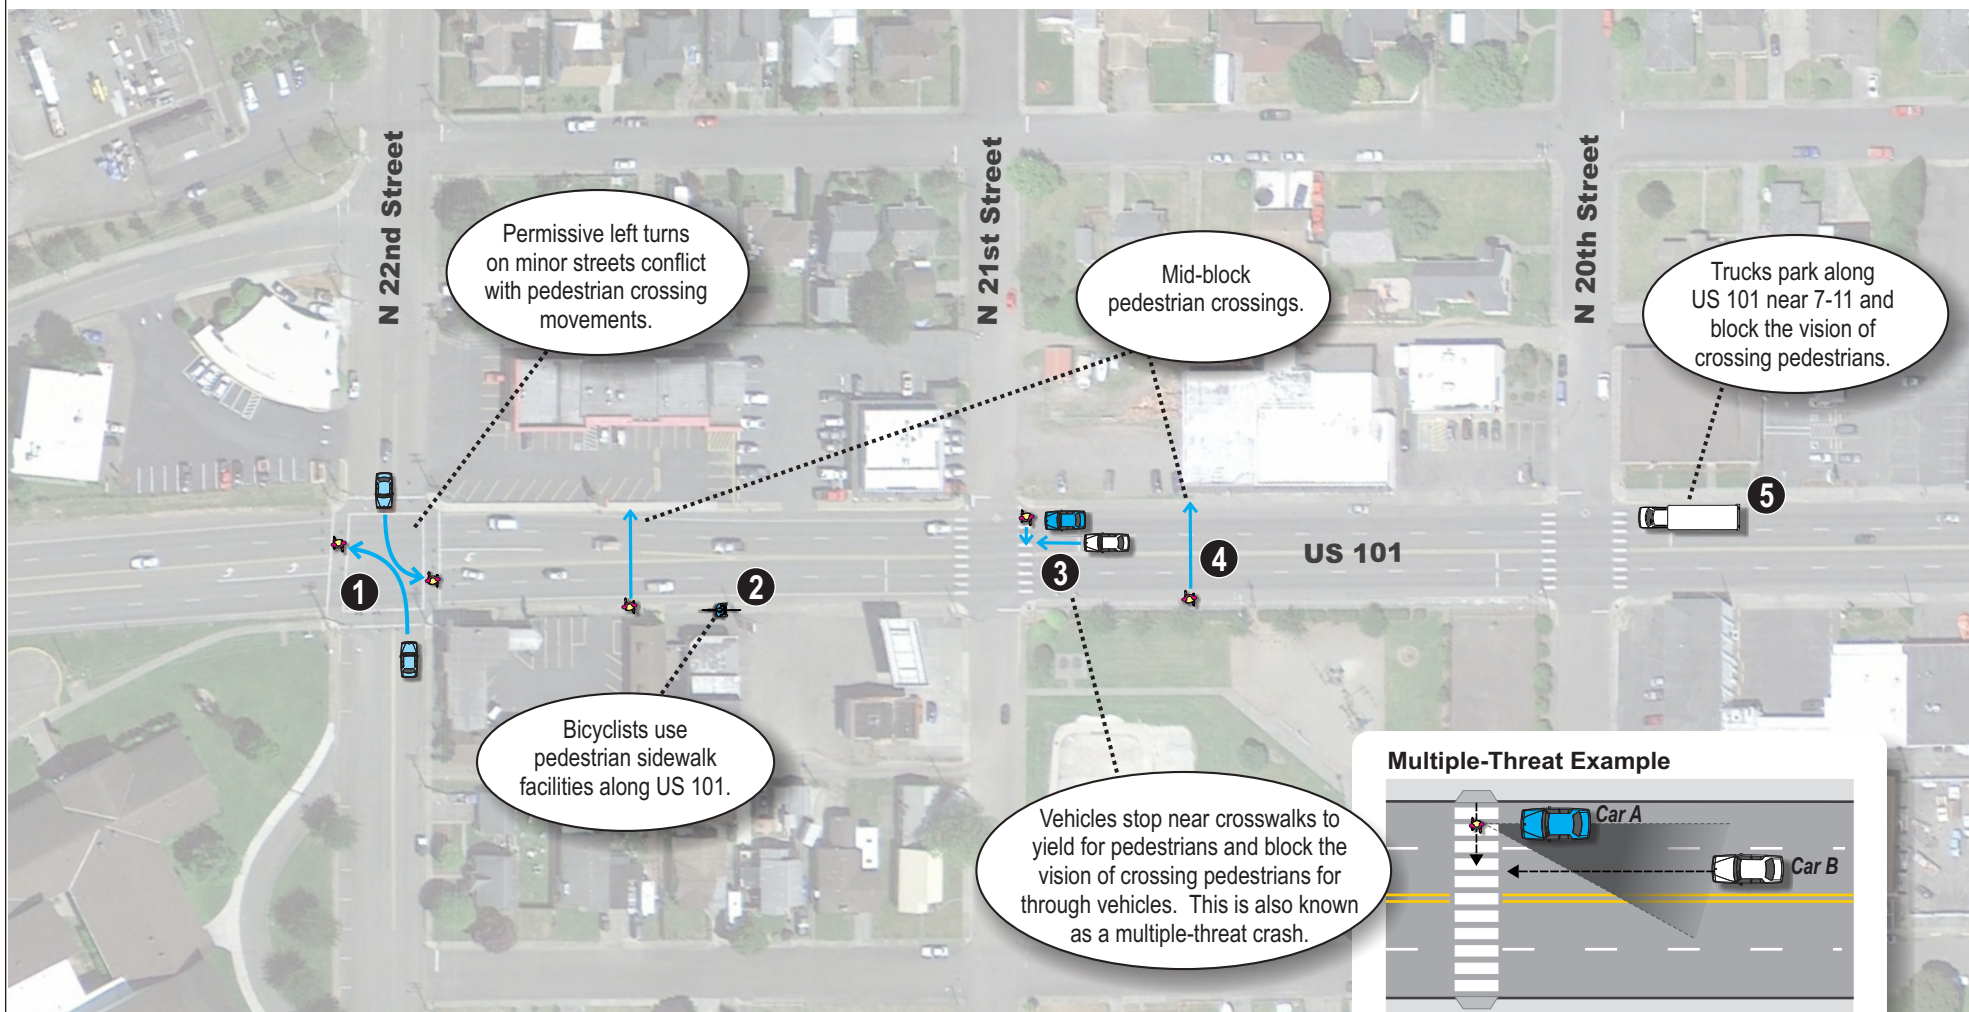 N 22nd Street
Permissive left turns
on minor streets conflict
with pedestrian crossing
movements.
N 21st Street
Mid-block
pedestrian crossings.
N 20th Street
Trucks park along
US 101 near 7-11 and
block the vision of
crossing pedestrians.
1
2
3
4
5
US 101
Bicyclists use
pedestrian sidewalk
facilities along US 101.
Vehicles stop near crosswalks to
yield for pedestrians and block the
vision of crossing pedestrians for
through vehicles.  This is also known
as a multiple-threat crash.
Multiple-Threat Example
Car A
Car B